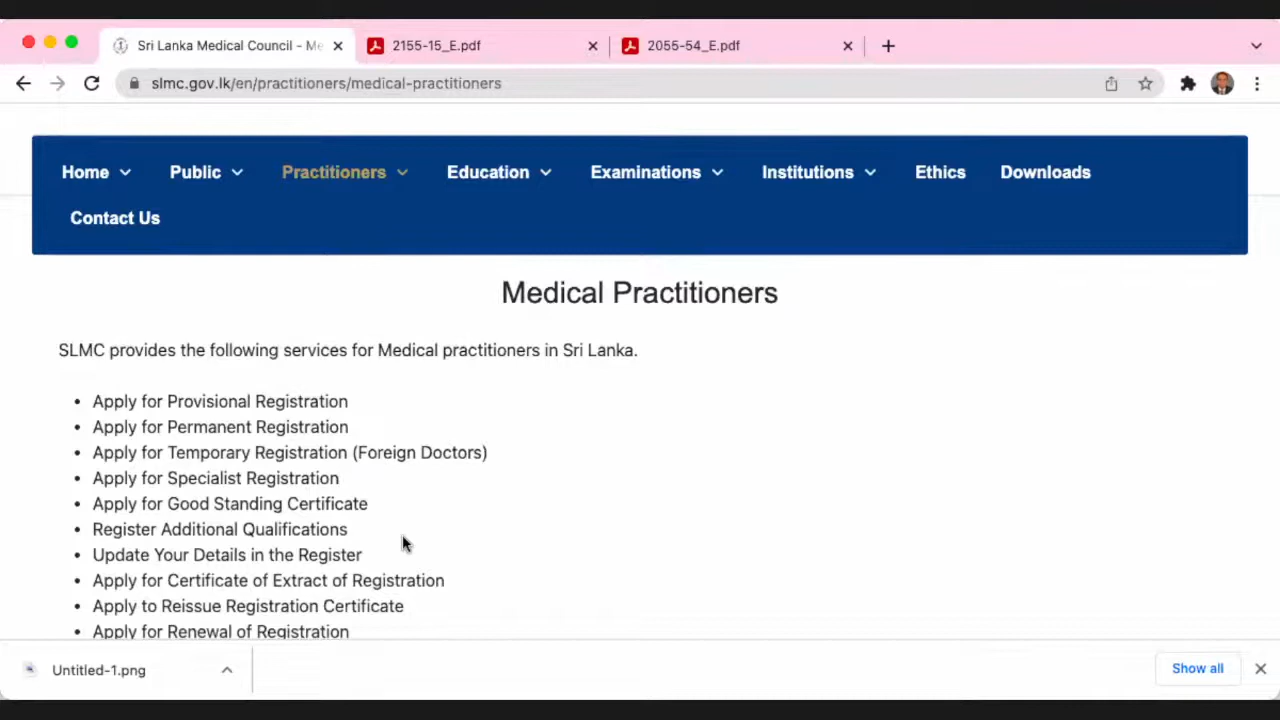 Sri Lanka Medical Council - Me
2155-15_E.pdf
2055-54_E.pdf
slmc.gov.lk/en/practitioners/medical-practitioners
Home Public Practitioners Education Examinations Institutions Ethics Downloads
Contact Us
Medical Practitioners
SLMC provides the following services for Medical practitioners in Sri Lanka.
• Apply for Provisional Registration
• Apply for Permanent Registration
• Apply for Temporary Registration (Foreign Doctors)
• Apply for Specialist Registration
• Apply for Good Standing Certificate
• Register Additional Qualifications
• Update Your Details in the Register
• Apply for Certificate of Extract of Registration
• Apply to Reissue Registration Certificate
• Apply for Renewal of Registration
Untitled-1.png
Show all